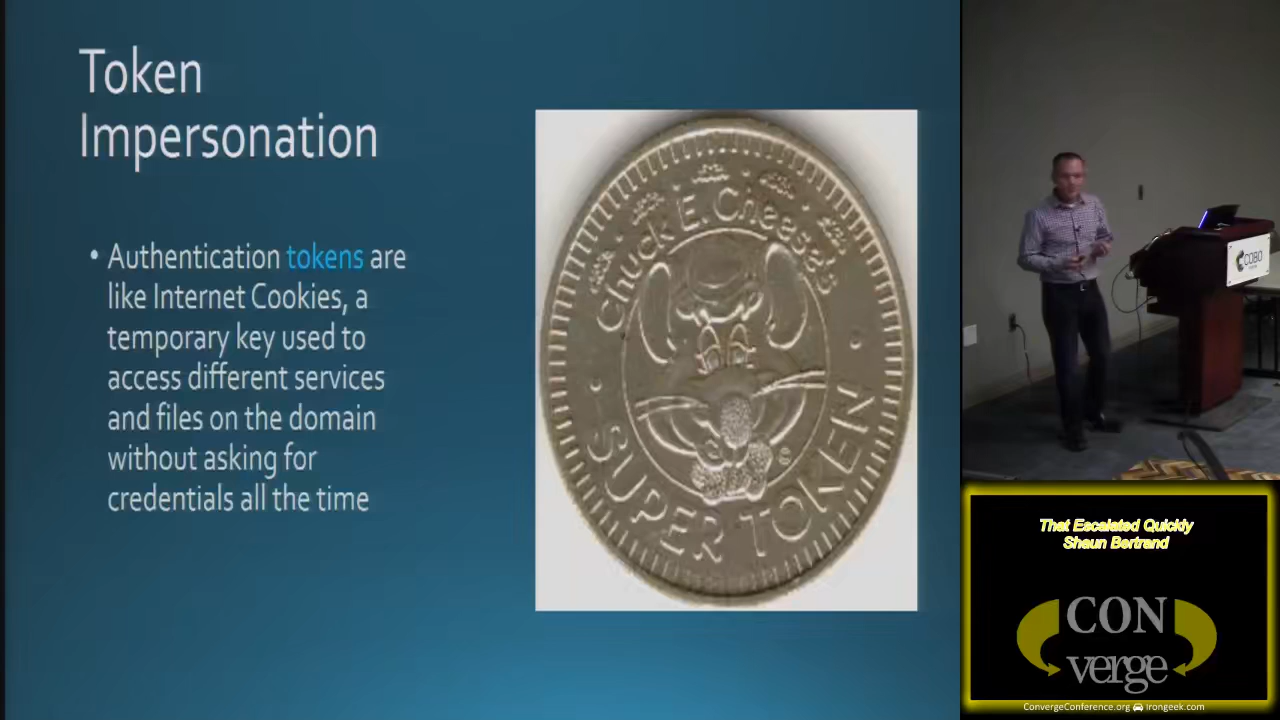 Token
Impersonation
• Authentication tokens are
like Internet Cookies, a
temporary key used to
access different services
and files on the domain
without asking for
credentials all the time
Chuck E. Cheese's
SUPER TOKEN
COBO
That Escalated Quickly
Shaun Bertrand
CON
verge
ConvergeConference.org Irongeek.com